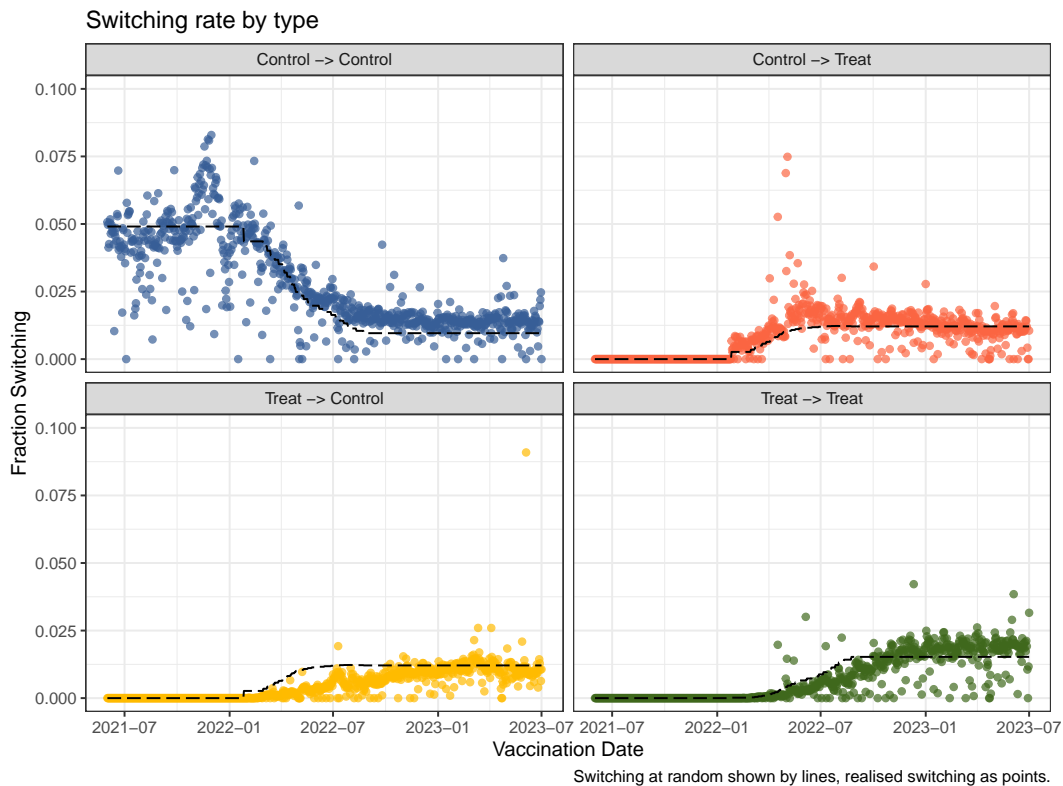 Switching rate by type
Control −> Control
Control −> Treat
0.100
0.075
0.050
0.025
0.000
Treat −> Control
Treat −> Treat
0.100
0.075
0.050
0.025
0.000
Fraction Switching
2021−07 2022−01 2022−07 2023−01 2023−07 2021−07 2022−01 2022−07 2023−01 2023−07
Vaccination Date
Switching at random shown by lines, realised switching as points.